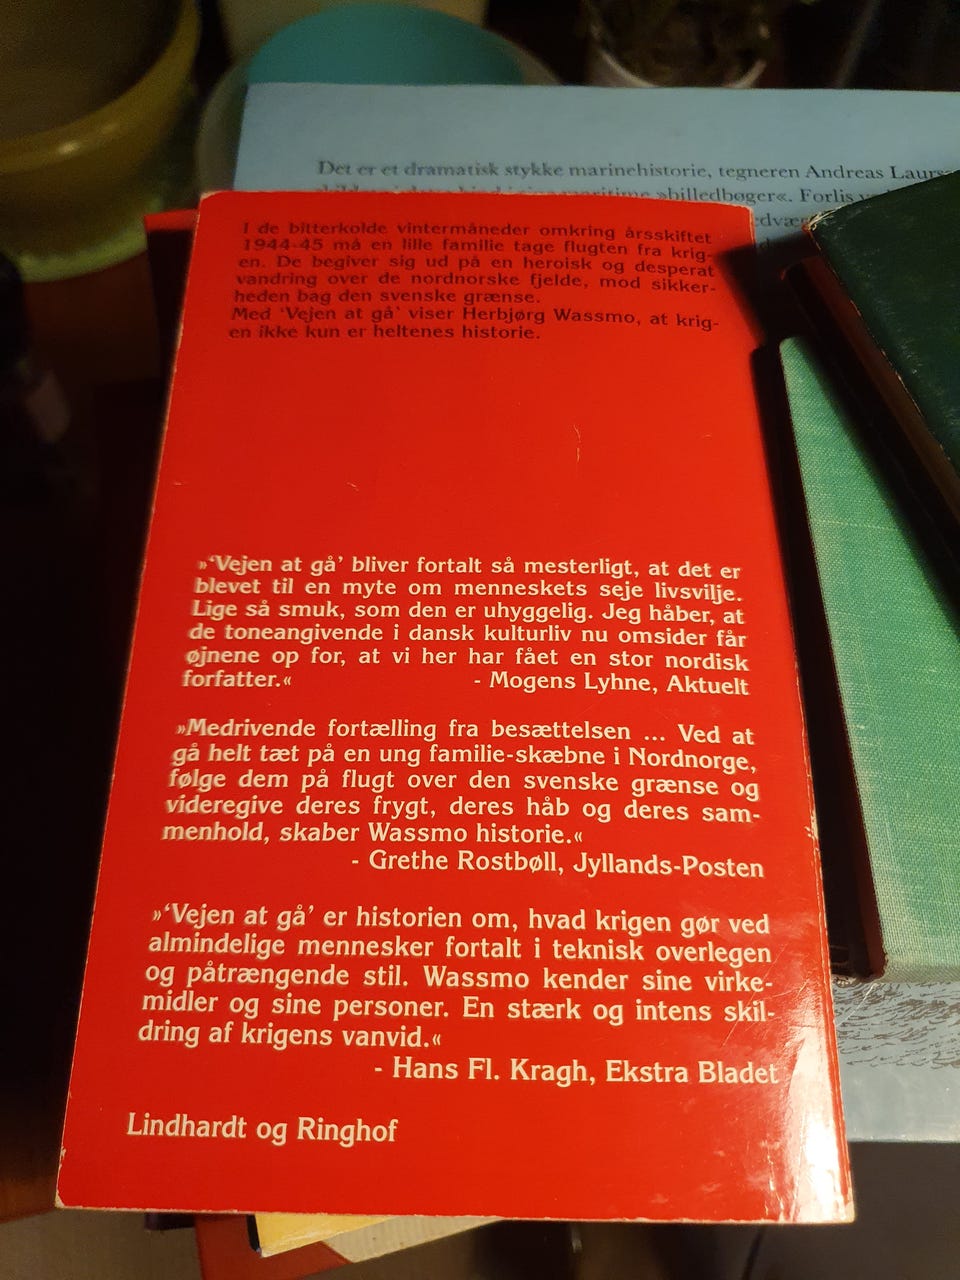 Det er et dramatisk stykke marinehistorie, tegneren Andreas
»billedbøger«. Forlis
I de bitterkolde vintermåneder omkring årsskiftet
1944-45 må en lille familie tage flugten fra krig-
en. De begiver sig ud på en heroisk og desperat
vandring over de nordnorske fjelde, mod sikker-
heden bag den svenske grænse.
Med 'Vejen at gå' viser Herbjørg Wassmo, at krig-
en ikke kun er heltenes historie.
»'Vejen at gå' bliver fortalt så mesterligt, at det er
blevet til en myte om menneskets seje livsvilje.
Lige så smuk, som den er uhyggelig. Jeg håber, at
de toneangivende i dansk kulturliv nu omsider får
øjnene op for, at vi her har fået en stor nordisk
forfatter.« - Mogens Lyhne, Aktuelt
»Medrivende fortælling fra besættelsen ... Ved at
gå helt tæt på en ung familie-skæbne i Nordnorge,
følge dem på flugt over den svenske grænse og
videregive deres frygt, deres håb og deres sam-
menhold, skaber Wassmo historie.«
- Grethe Rostbøll, Jyllands-Posten
»'Vejen at gå' er historien om, hvad krigen gør ved
almindelige mennesker fortalt i teknisk overlegen
og påtrængende stil. Wassmo kender sine virke-
midler og sine personer. En stærk og intens skil-
dring af krigens vanvid.«
- Hans Fl. Kragh, Ekstra Bladet
Lindhardt og Ringhof